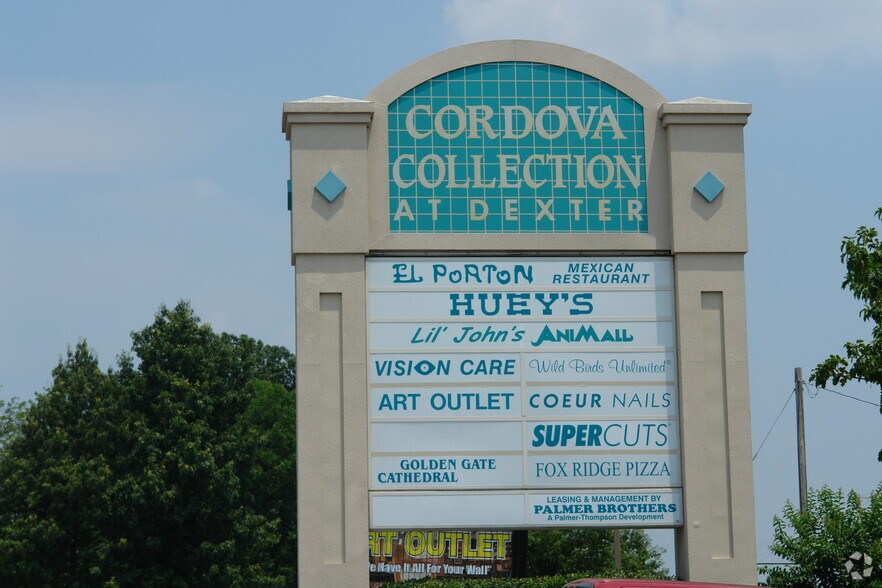 CORDOVA
COLLECTION
AT DEXTER
EL PORTON MEXICAN RESTAURANT
HUEY'S
Lil' John's ANIMALL
VISION CARE
Wild Birds Unlimited®
ART OUTLET
COEUR NAILS
SUPERCUTS®
GOLDEN GATE
CATHEDRAL
FOX RIDGE PIZZA
LEASING & MANAGEMENT BY
PALMER BROTHERS
A Palmer-Thompson Development
RT OUTLET
e Have It All For Your Wall"